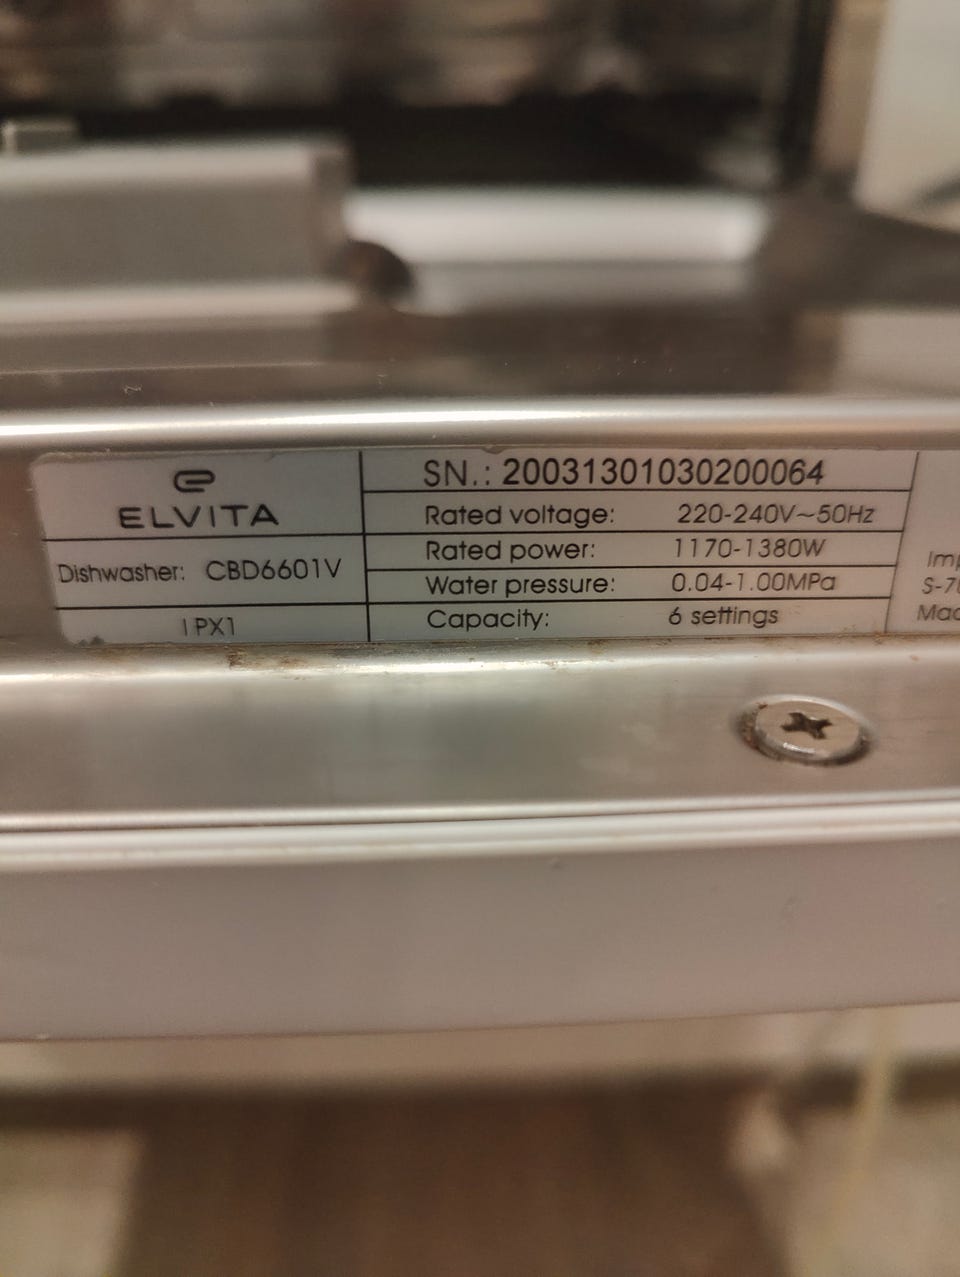 ELVITA
Dishwasher: CBD6601V
IPX1
SN.: 20031301030200064
Rated voltage: 220-240V~50Hz
Rated power: 1170-1380W
Water pressure: 0.04-1.00MPa
Capacity: 6 settings